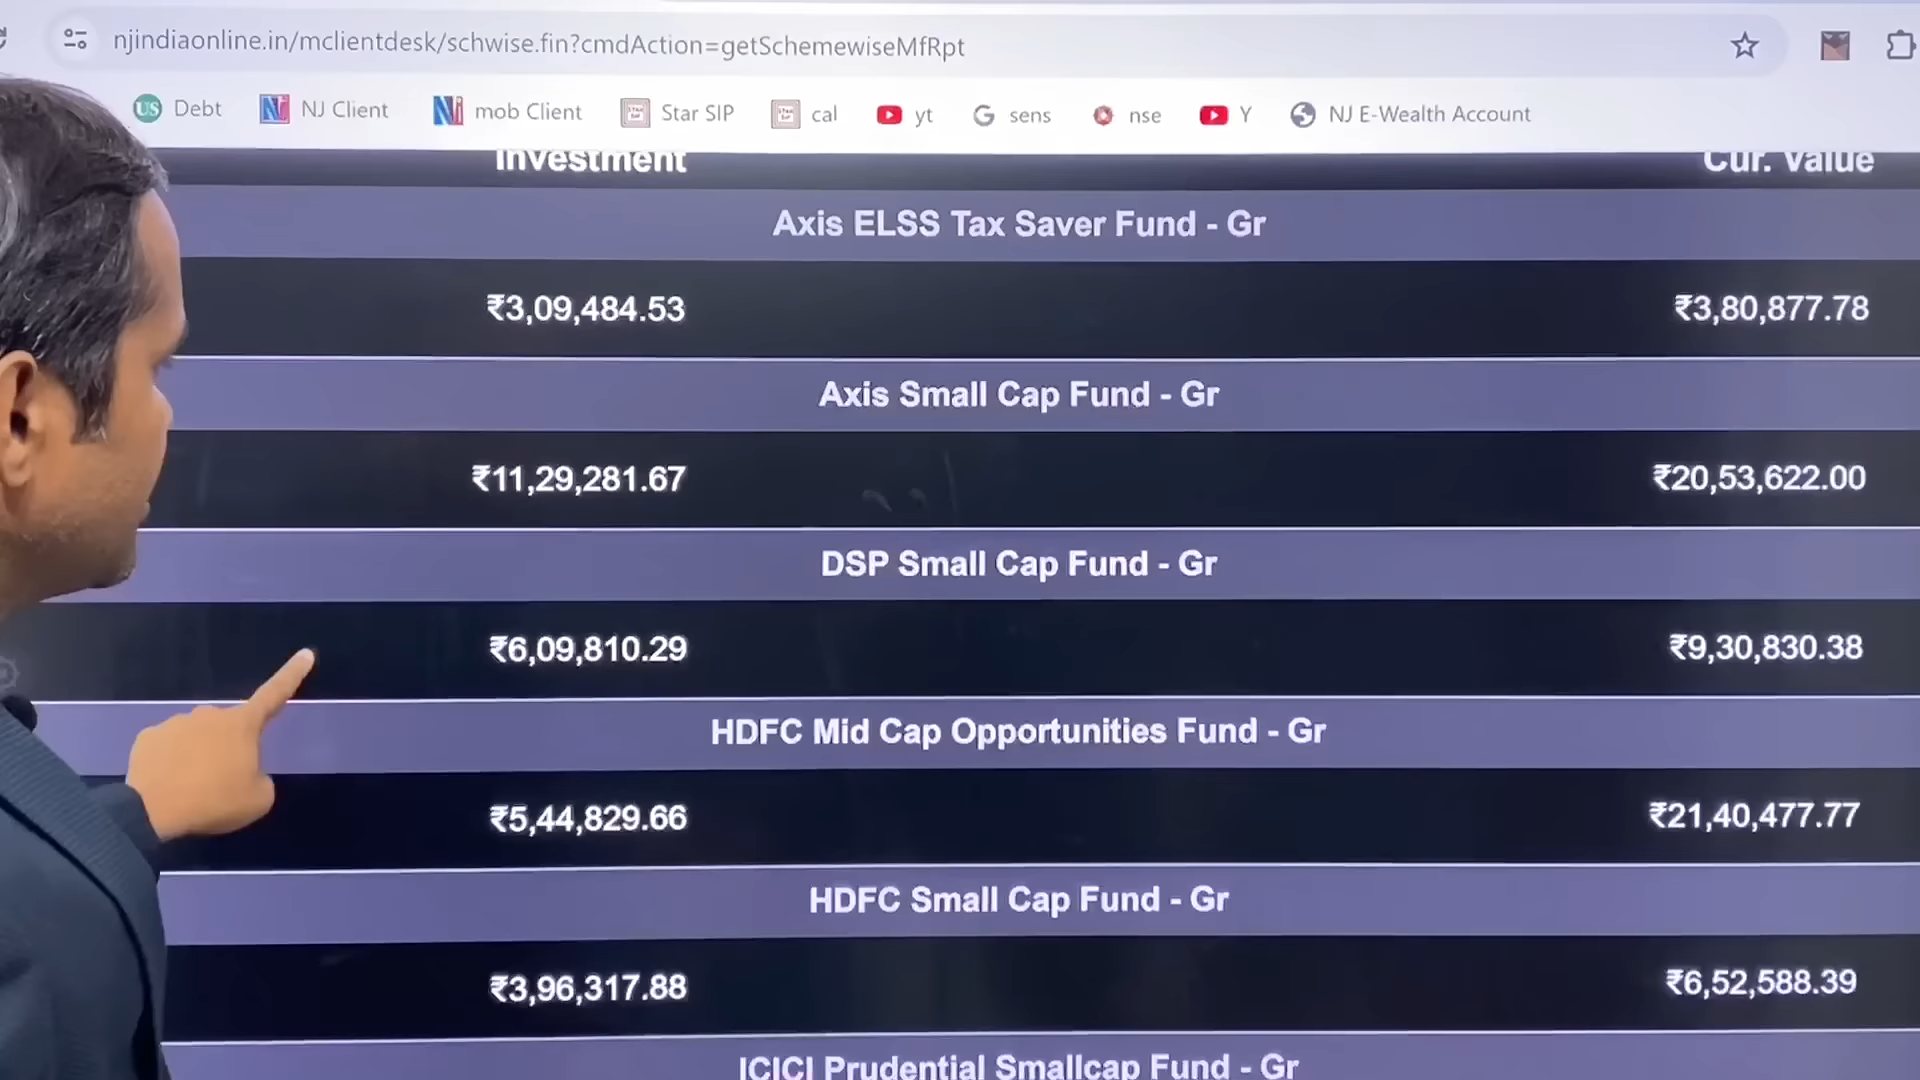 njindiaonline.in/mclientdesk/schwise.fin?cmdAction=getSchemewiseMfRpt
US Debt NJ Client mob Client Star SIP cal yt sens nse Y NJ E-Wealth Account
Investment Cur. Value
Axis ELSS Tax Saver Fund - Gr
₹3,09,484.53 ₹3,80,877.78
Axis Small Cap Fund - Gr
₹11,29,281.67 ₹20,53,622.00
DSP Small Cap Fund - Gr
₹6,09,810.29 ₹9,30,830.38
HDFC Mid Cap Opportunities Fund - Gr
₹5,44,829.66 ₹21,40,477.77
HDFC Small Cap Fund - Gr
₹3,96,317.88 ₹6,52,588.39
ICICI Prudential Smallcap Fund - Gr